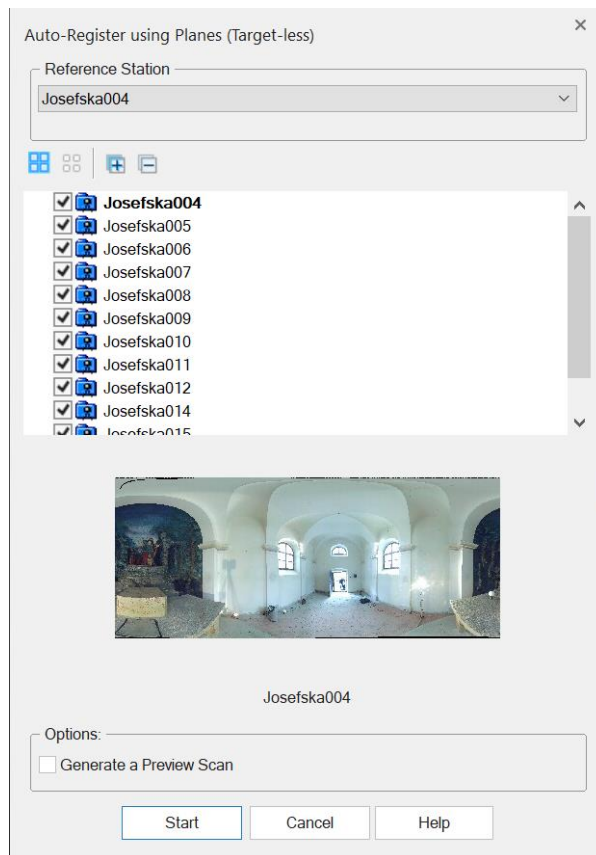 Auto-Register using Planes (Target-less)
Reference Station
Josefska004
Josefska004
Josefska005
Josefska006
Josefska007
Josefska008
Josefska009
Josefska010
Josefska011
Josefska012
Josefska014
Josefska015
Josefska004
Options:
Generate a Preview Scan
Start Cancel Help